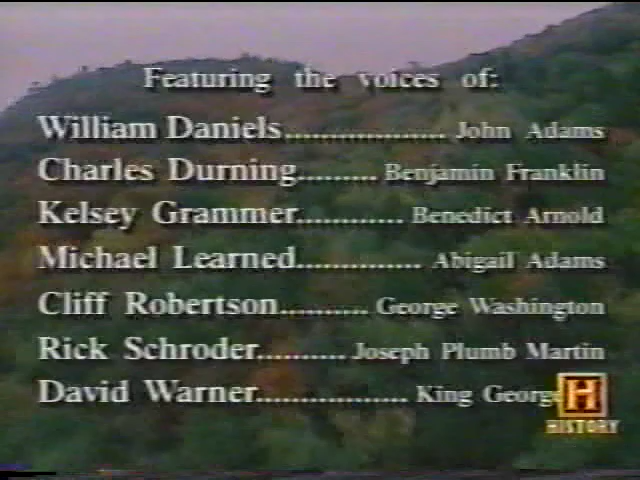 Featuring the voices of:
William Daniels................... John Adams
Charles Durning......... Benjamin Franklin
Kelsey Grammer............ Benedict Arnold
Michael Learned.............. Abigail Adams
Cliff Robertson.......... George Washington
Rick Schroder.......... Joseph Plumb Martin
David Warner................. King George
H
HISTORY